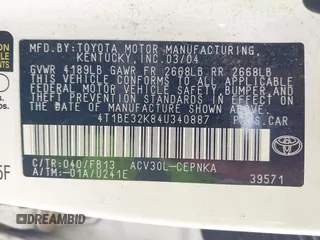 MFD.BY:TOYOTA MOTOR MANUFACTURING,
KENTUCKY, INC. 03/04
GVWR 4189LB GAWR FR 2668LB RR 2668LB
THIS VEHICLE CONFORMS TO ALL APPLICABLE
FEDERAL MOTOR VEHICLE SAFETY, BUMPER, AND
THEFT PREVENTION STANDARDS IN EFFECT ON
THE DATE OF MANUFACTURE SHOWN ABOVE.
4T1BE32K84U340887 PASS.CAR
C/TR:040/FB13 ACV30L-CEPNKA
A/TM:-01A/U241E 39571
TOYOTA
5F
DREAMBID